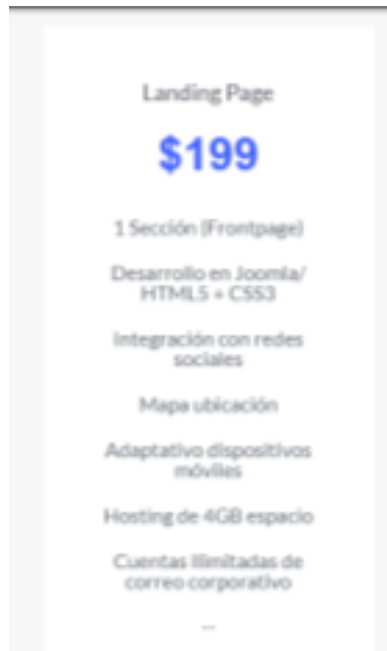 Landing Page
$199
1 Sección (Frontpage)
Desarrollo en Joomla/
HTML5 + CSS3
Integración con redes
sociales
Mapa ubicación
Adaptativo dispositivos
móviles
Hosting de 4GB espacio
Cuentas Ilimitadas de
correo corporativo
...